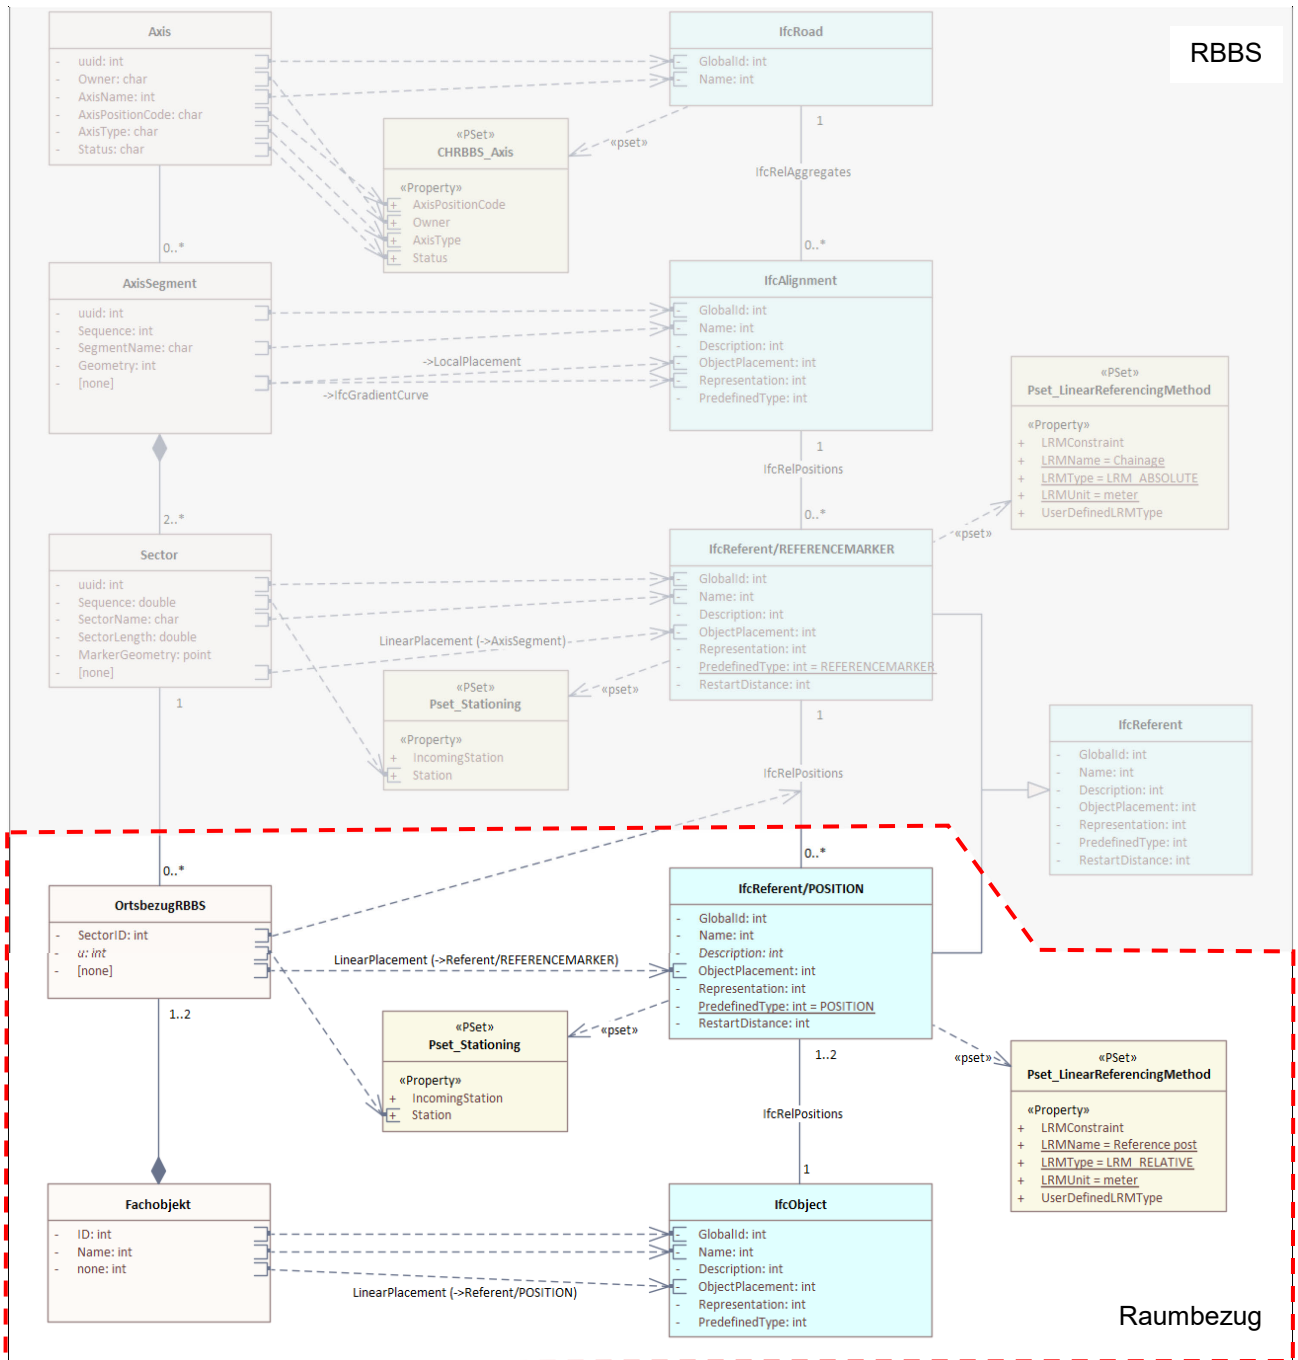 RBBS
Axis
- uuid: int
- Owner: char
- AxisName: int
- AxisPositionCode: char
- AxisType: char
- Status: char
IfcRoad
- GlobalId: int
- Name: int
«PSet»
CHRBBS_Axis
«Property»
+ AxisPositionCode
+ Owner
+ AxisType
+ Status
«pset»
1
IfcRelAggregates
0..*
0..*
AxisSegment
- uuid: int
- Sequence: int
- SegmentName: char
- Geometry: int
- [none]
->LocalPlacement
->IfcGradientCurve
IfcAlignment
- GlobalId: int
- Name: int
- Description: int
- ObjectPlacement: int
- Representation: int
- PredefinedType: int
«PSet»
Pset_LinearReferencingMethod
«Property»
+ LRMConstraint
+ LRMName = Chainage
+ LRMType = LRM_ABSOLUTE
+ LRMUnit = meter
+ UserDefinedLRMType
1
IfcRelPositions
0..*
2..*
«pset»
Sector
- uuid: int
- Sequence: double
- SectorName: char
- SectorLength: double
- MarkerGeometry: point
- [none]
LinearPlacement (->AxisSegment)
IfcReferent/REFERENCEMARKER
- GlobalId: int
- Name: int
- Description: int
- ObjectPlacement: int
- Representation: int
- PredefinedType: int = REFERENCEMARKER
- RestartDistance: int
«PSet»
Pset_Stationing
«Property»
+ IncomingStation
+ Station
«pset»
1
1
IfcRelPositions
IfcReferent
- GlobalId: int
- Name: int
- Description: int
- ObjectPlacement: int
- Representation: int
- PredefinedType: int
- RestartDistance: int
0..*
0..*
OrtsbezugRBBS
- SectorID: int
- u: int
- [none]
LinearPlacement (->Referent/REFERENCEMARKER)
IfcReferent/POSITION
- GlobalId: int
- Name: int
- Description: int
- ObjectPlacement: int
- Representation: int
- PredefinedType: int = POSITION
- RestartDistance: int
1..2
«PSet»
Pset_Stationing
«Property»
+ IncomingStation
+ Station
«pset»
1..2
IfcRelPositions
1
«pset»
«PSet»
Pset_LinearReferencingMethod
«Property»
+ LRMConstraint
+ LRMName = Reference post
+ LRMType = LRM_RELATIVE
+ LRMUnit = meter
+ UserDefinedLRMType
Fachobjekt
- ID: int
- Name: int
- none: int
LinearPlacement (->Referent/POSITION)
IfcObject
- GlobalId: int
- Name: int
- Description: int
- ObjectPlacement: int
- Representation: int
- PredefinedType: int
Raumbezug